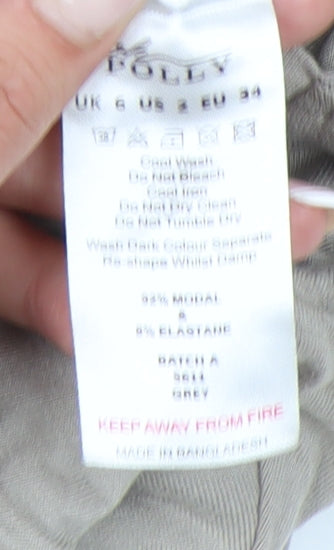 POLLY
UK 6 US 2 EU 34
Cool Wash
Do Not Bleach
Cool Iron
Do Not Dry Clean
Do Not Tumble Dry
Wash Dark Colour Separate
Re-shape Whilst Damp
MODAL
&
ELASTANE
BATCH A
GREY
KEEP AWAY FROM FIRE
MADE IN BANGLADESH